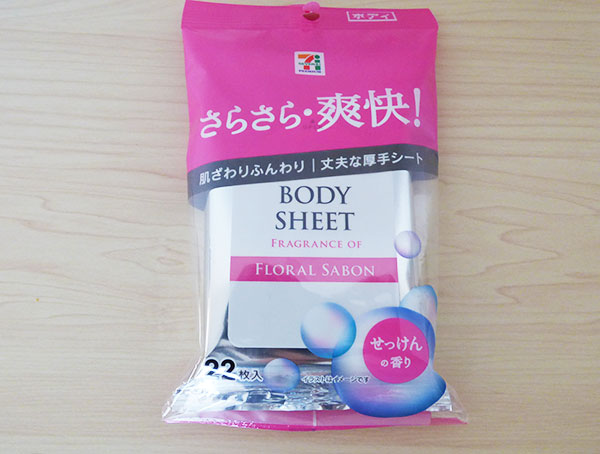 ボディ
さらさら・爽快!
肌ざわりふんわり|丈夫な厚手シート
BODY
SHEET
FRAGRANCE OF
FLORAL SABON
せっけん
の香り
22枚入
イラストはイメージです